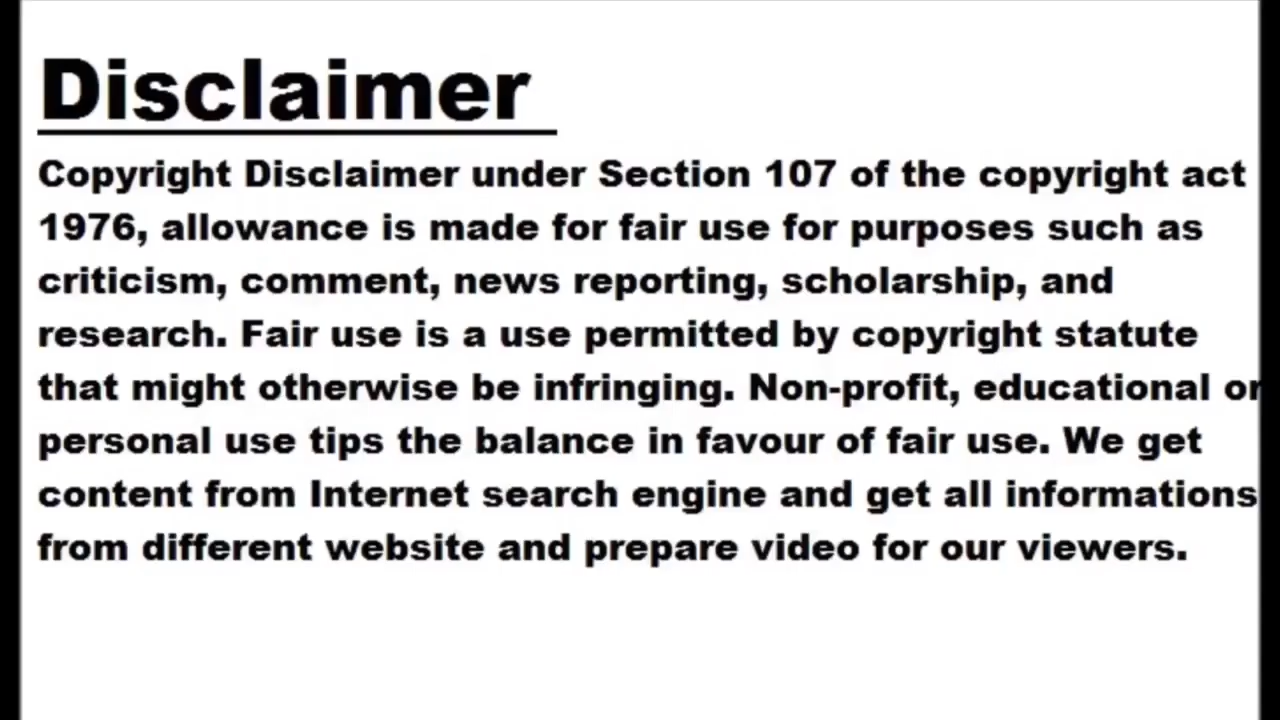 Disclaimer
Copyright Disclaimer under Section 107 of the copyright act
1976, allowance is made for fair use for purposes such as
criticism, comment, news reporting, scholarship, and
research. Fair use is a use permitted by copyright statute
that might otherwise be infringing. Non-profit, educational or
personal use tips the balance in favour of fair use. We get
content from Internet search engine and get all informations
from different website and prepare video for our viewers.